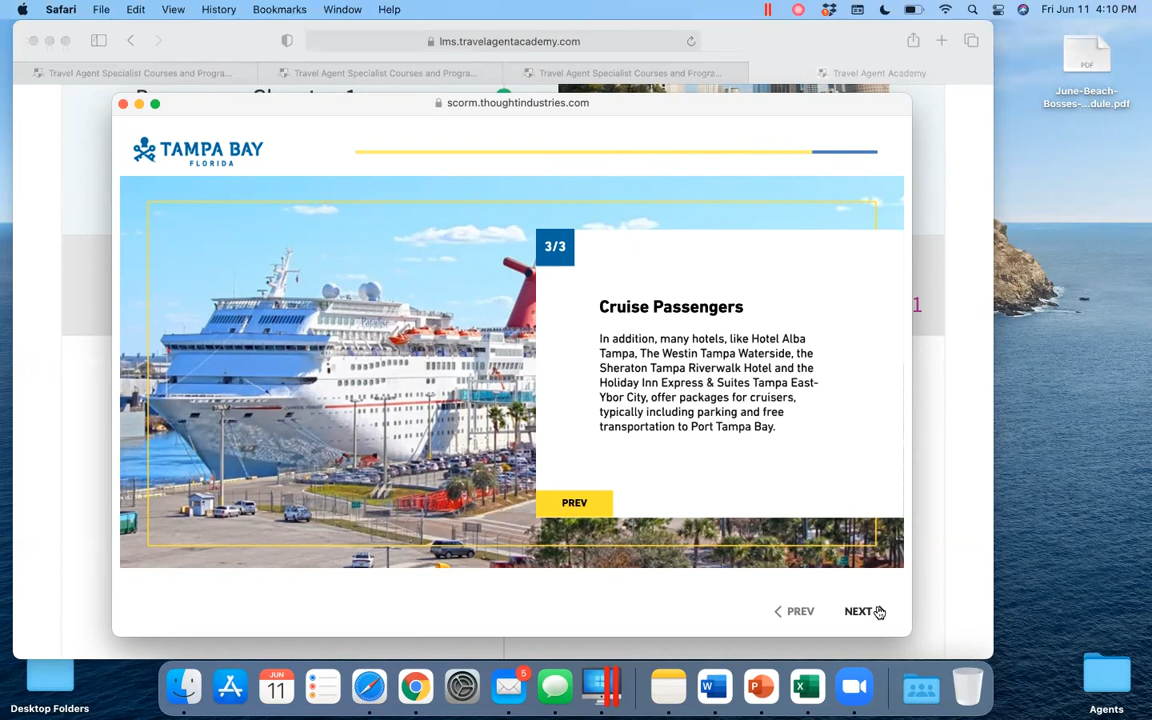 Safari File Edit View History Bookmarks Window Help Fri Jun 11 4:10 PM
lms.travelagentacademy.com
Travel Agent Specialist Courses and Progra... Travel Agent Specialist Courses and Progra... Travel Agent Specialist Courses and Progra... Travel Agent Academy
scorm.thoughtindustries.com
PDF
June-Beach-
Bosses-...dule.pdf
TAMPA BAY
FLORIDA
3/3
Cruise Passengers
In addition, many hotels, like Hotel Alba
Tampa, The Westin Tampa Waterside, the
Sheraton Tampa Riverwalk Hotel and the
Holiday Inn Express & Suites Tampa East-
Ybor City, offer packages for cruisers,
typically including parking and free
transportation to Port Tampa Bay.
1
PREV
PREV NEXT
JUN
11
5
W
P
X
Desktop Folders
Agents